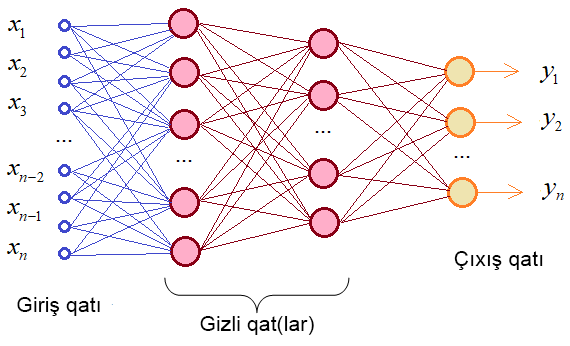 x1
x2
x3
...
xn−2
xn−1
xn
...
...
...
y1
y2
yn
Giriş qatı
Gizli qat(lar)
Çıxış qatı